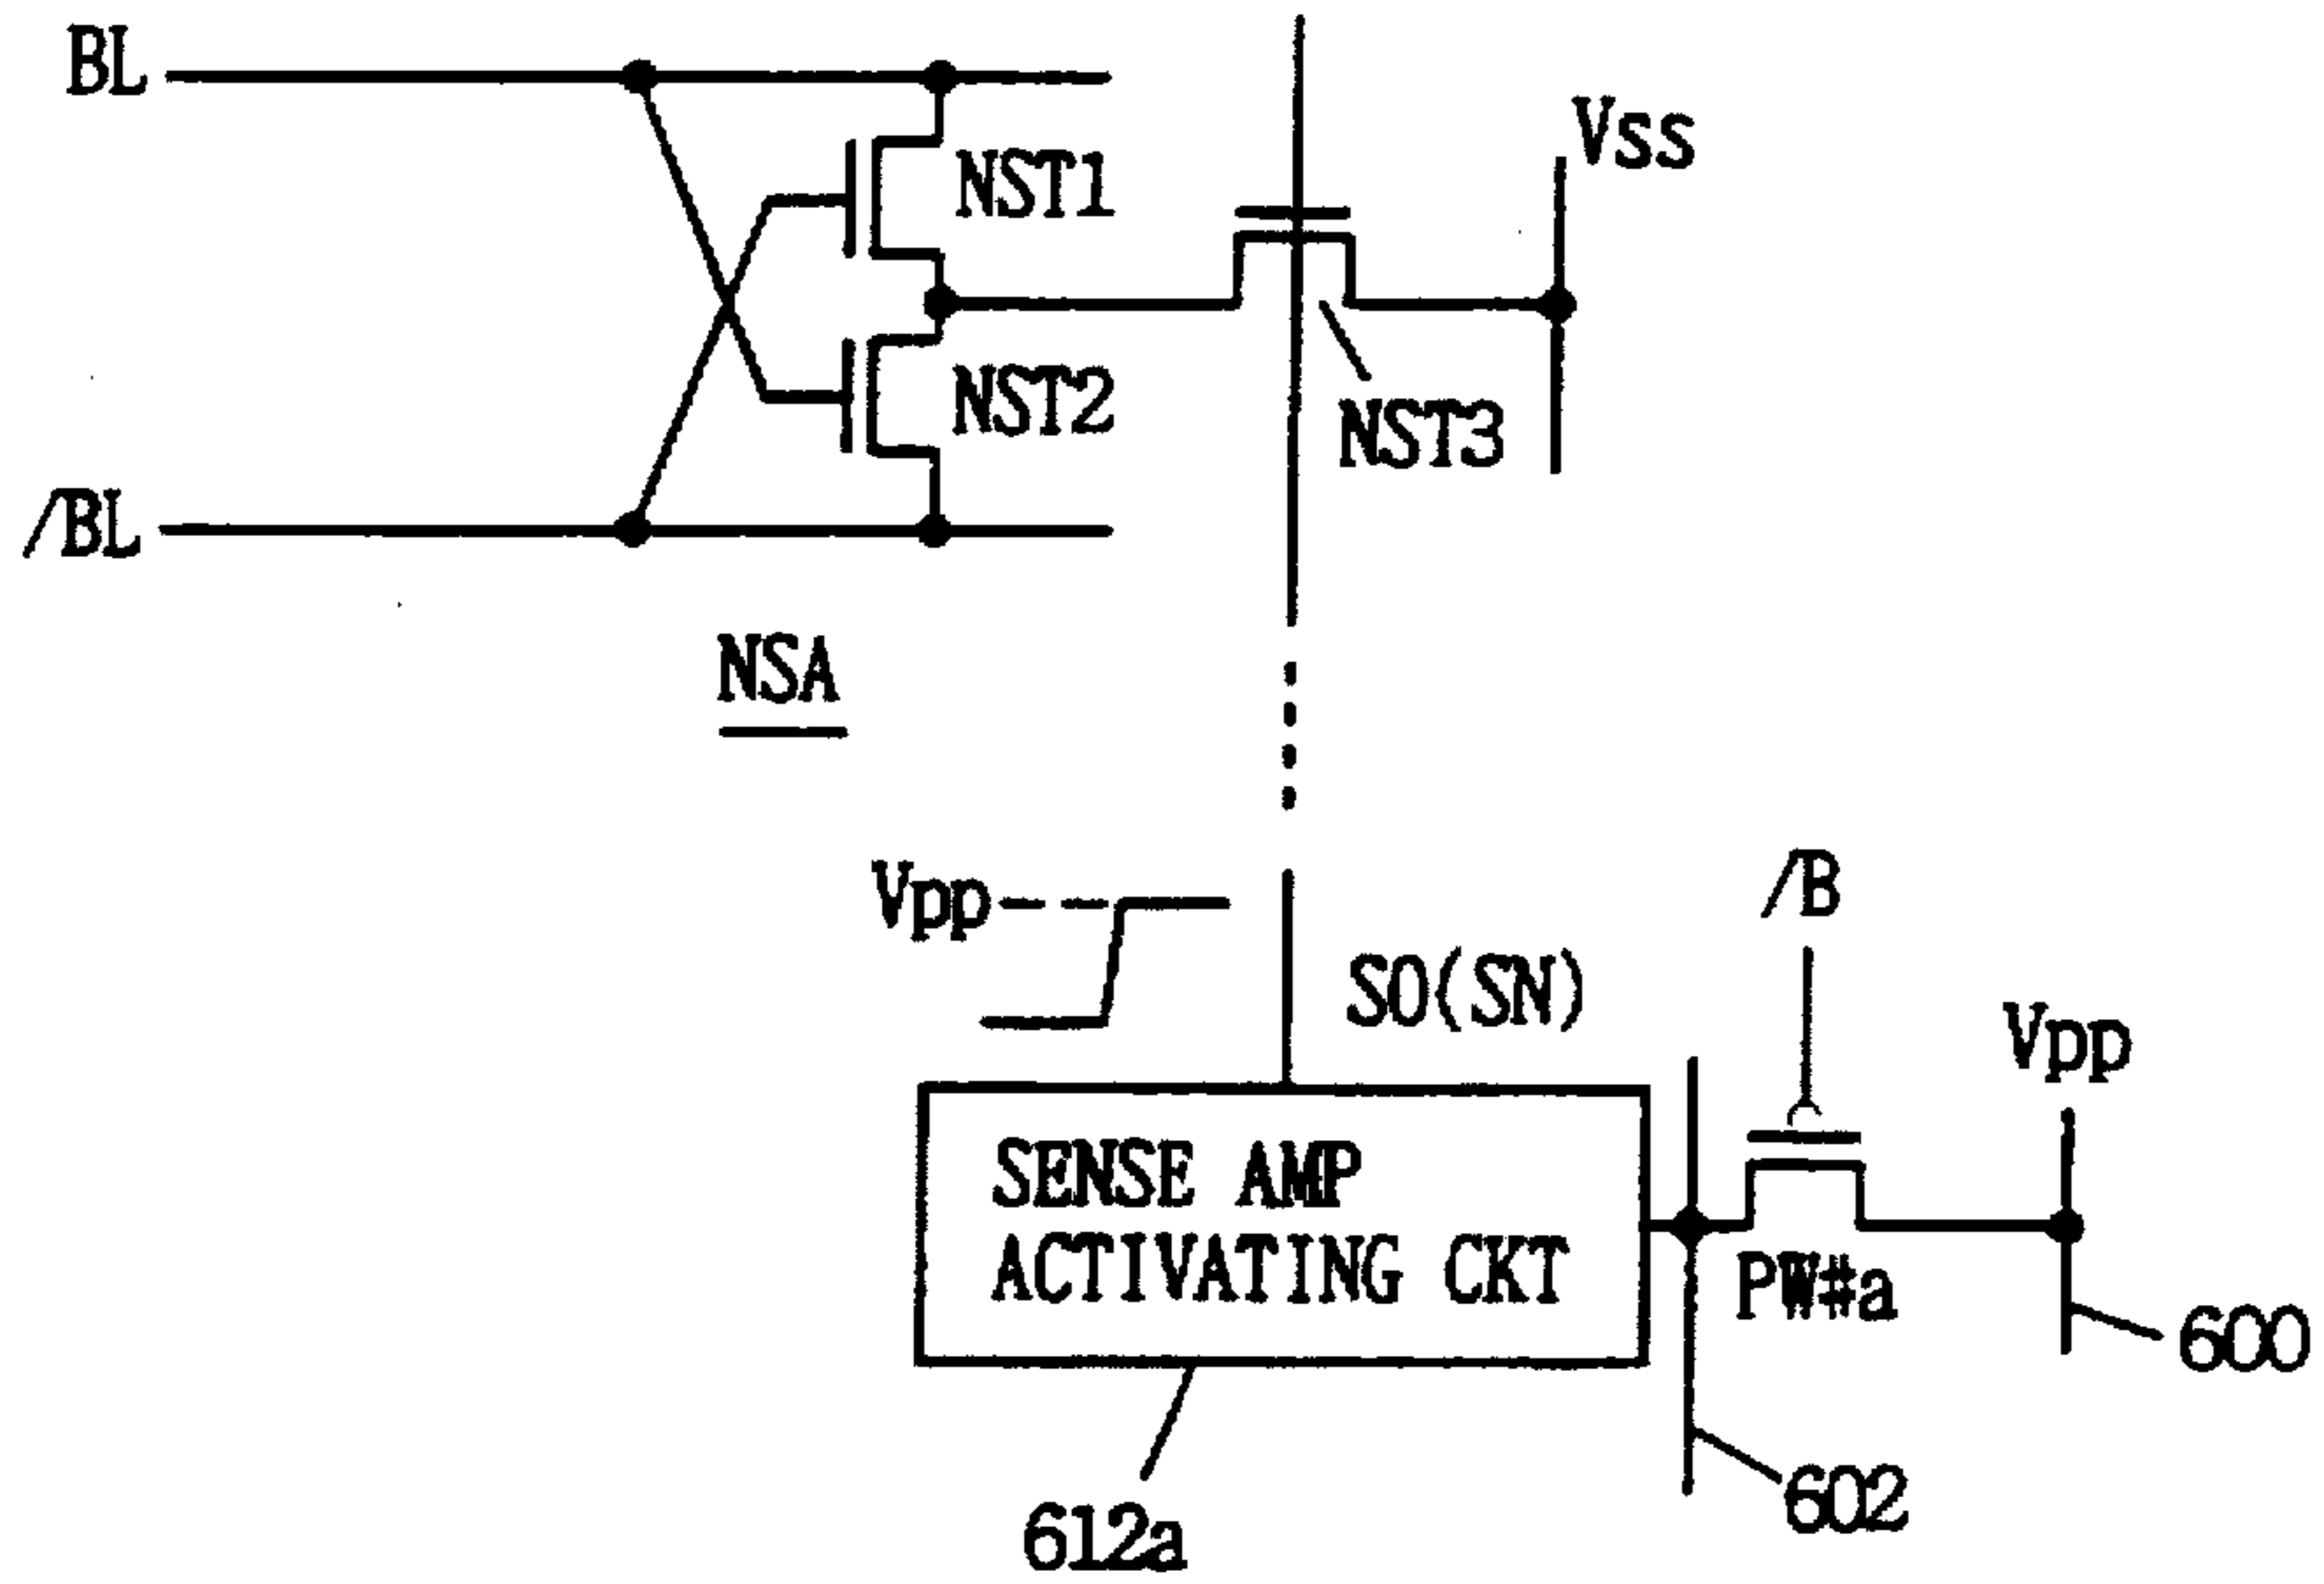 BL
Vss
NST1
NST2
NST3
/BL
NSA
Vpp
/B
SO(SN)
Vpp
SENSE AMP
ACTIVATING CKT
PW#a
600
602
612a